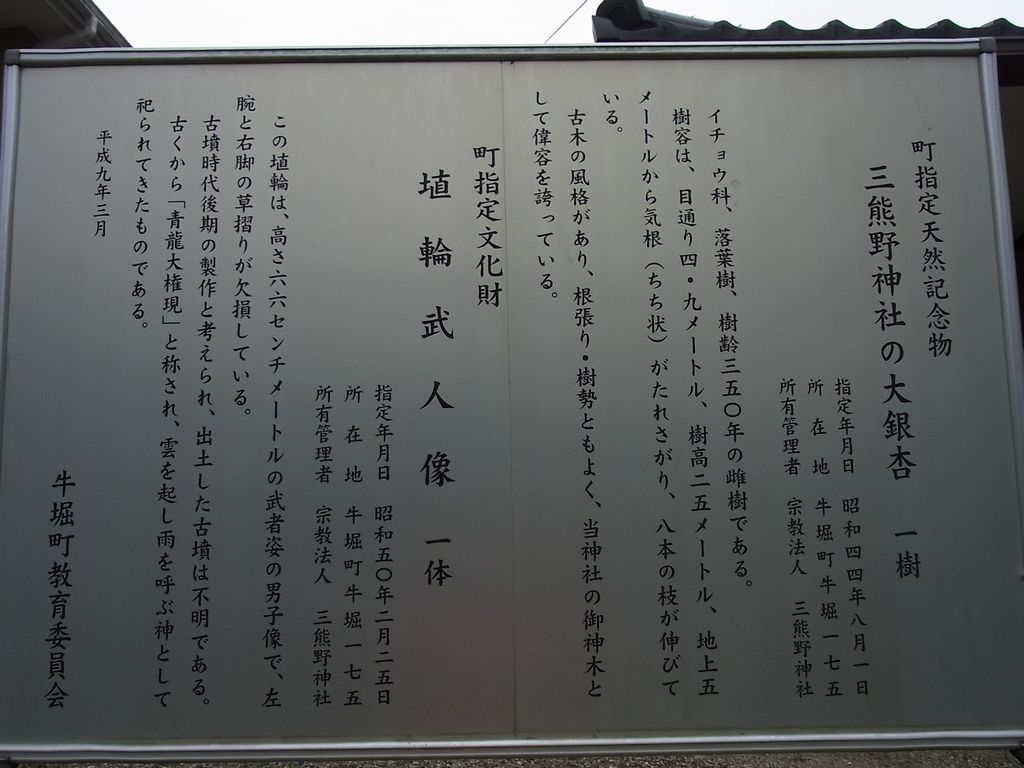 町指定天然記念物
三熊野神社の大銀杏　一樹
指定年月日　昭和四四年八月一日
所在地　牛堀町牛堀一七五
所有管理者　宗教法人　三熊野神社
イチョウ科、落葉樹、樹齢三五〇年の雌樹である。
樹容は、目通り四・九メートル、樹高二五メートル、地上五
メートルから気根（ちち状）がたれさがり、八本の枝が伸びて
いる。
古木の風格があり、根張り・樹勢ともよく、当神社の御神木と
して偉容を誇っている。
町指定文化財
埴輪武人像　一体
指定年月日　昭和五〇年二月二五日
所在地　牛堀町牛堀一七五
所有管理者　宗教法人　三熊野神社
この埴輪は、高さ六六センチメートルの武者姿の男子像で、左
腕と右脚の草摺りが欠損している。
古墳時代後期の製作と考えられ、出土した古墳は不明である。
古くから「青龍大権現」と称され、雲を起し雨を呼ぶ神として
祀られてきたものである。
平成九年三月
牛堀町教育委員会